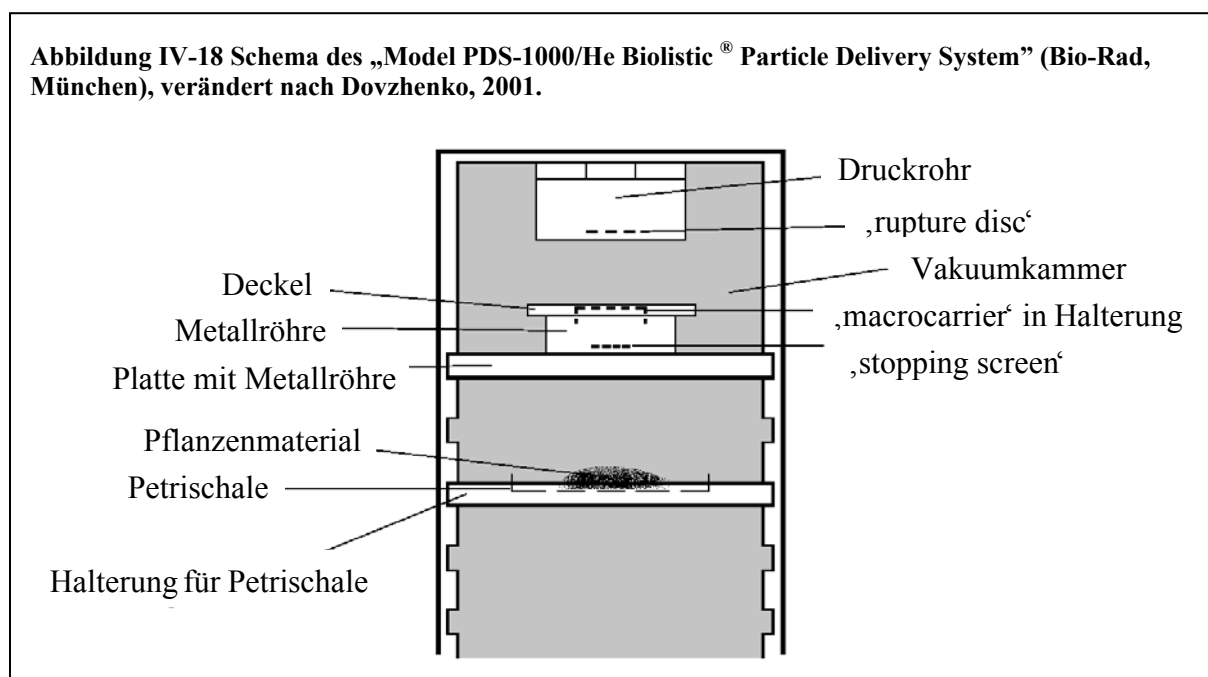 Abbildung IV-18 Schema des „Model PDS-1000/He Biolistic ® Particle Delivery System” (Bio-Rad,
München), verändert nach Dovzhenko, 2001.
Druckrohr
‚rupture disc‘
Vakuumkammer
Deckel
‚macrocarrier‘ in Halterung
Metallröhre
‚stopping screen‘
Platte mit Metallröhre
Pflanzenmaterial
Petrischale
Halterung für Petrischale